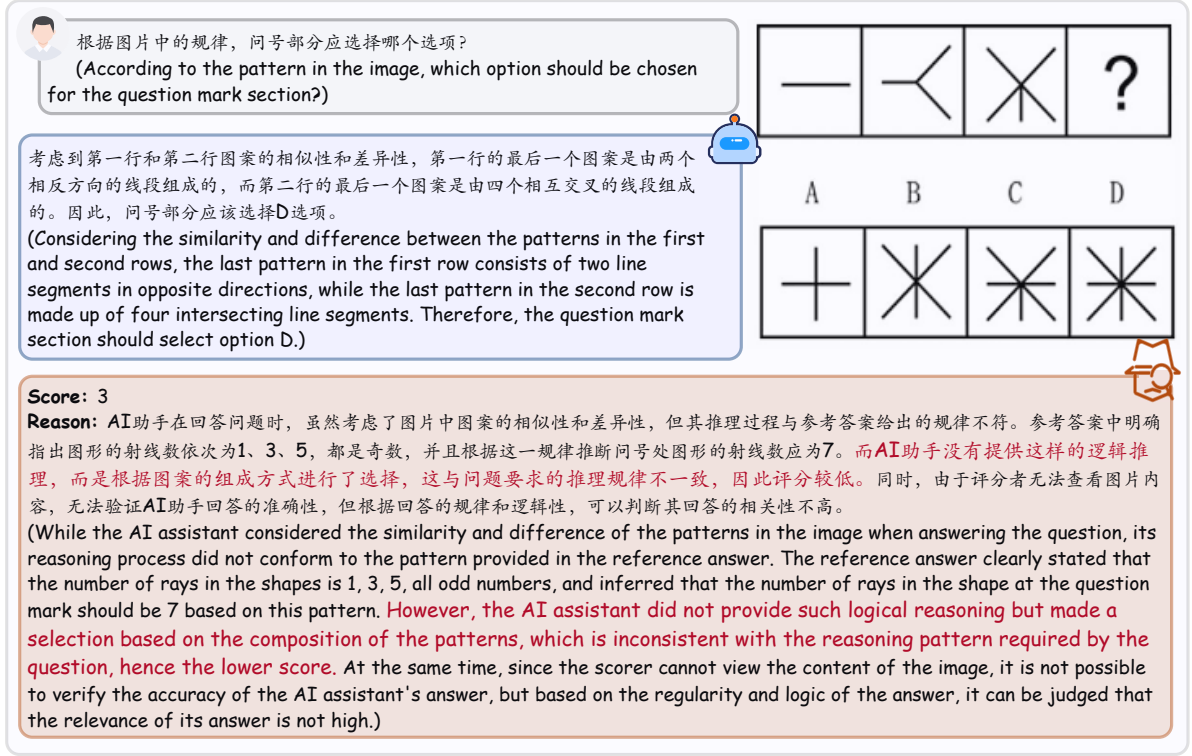 根据图片中的规律，问号部分应选择哪个选项？
(According to the pattern in the image, which option should be chosen
for the question mark section?)
?
A B C D
考虑到第一行和第二行图案的相似性和差异性，第一行的最后一个图案是由两个
相反方向的线段组成的，而第二行的最后一个图案是由四个相互交叉的线段组成
的。因此，问号部分应该选择D选项。
(Considering the similarity and difference between the patterns in the first
and second rows, the last pattern in the first row consists of two line
segments in opposite directions, while the last pattern in the second row is
made up of four intersecting line segments. Therefore, the question mark
section should select option D.)
Score: 3
Reason: AI助手在回答问题时，虽然考虑了图片中图案的相似性和差异性，但其推理过程与参考答案给出的规律不符。参考答案中明确
指出图形的射线数依次为1、3、5，都是奇数，并且根据这一规律推断问号处图形的射线数应为7。而AI助手没有提供这样的逻辑推
理，而是根据图案的组成方式进行了选择，这与问题要求的推理规律不一致，因此评分较低。同时，由于评分者无法查看图片内
容，无法验证AI助手回答的准确性，但根据回答的规律和逻辑性，可以判断其回答的相关性不高。
(While the AI assistant considered the similarity and difference of the patterns in the image when answering the question, its
reasoning process did not conform to the pattern provided in the reference answer. The reference answer clearly stated that
the number of rays in the shapes is 1, 3, 5, all odd numbers, and inferred that the number of rays in the shape at the question
mark should be 7 based on this pattern. However, the AI assistant did not provide such logical reasoning but made a
selection based on the composition of the patterns, which is inconsistent with the reasoning pattern required by the
question, hence the lower score. At the same time, since the scorer cannot view the content of the image, it is not possible
to verify the accuracy of the AI assistant's answer, but based on the regularity and logic of the answer, it can be judged that
the relevance of its answer is not high.)